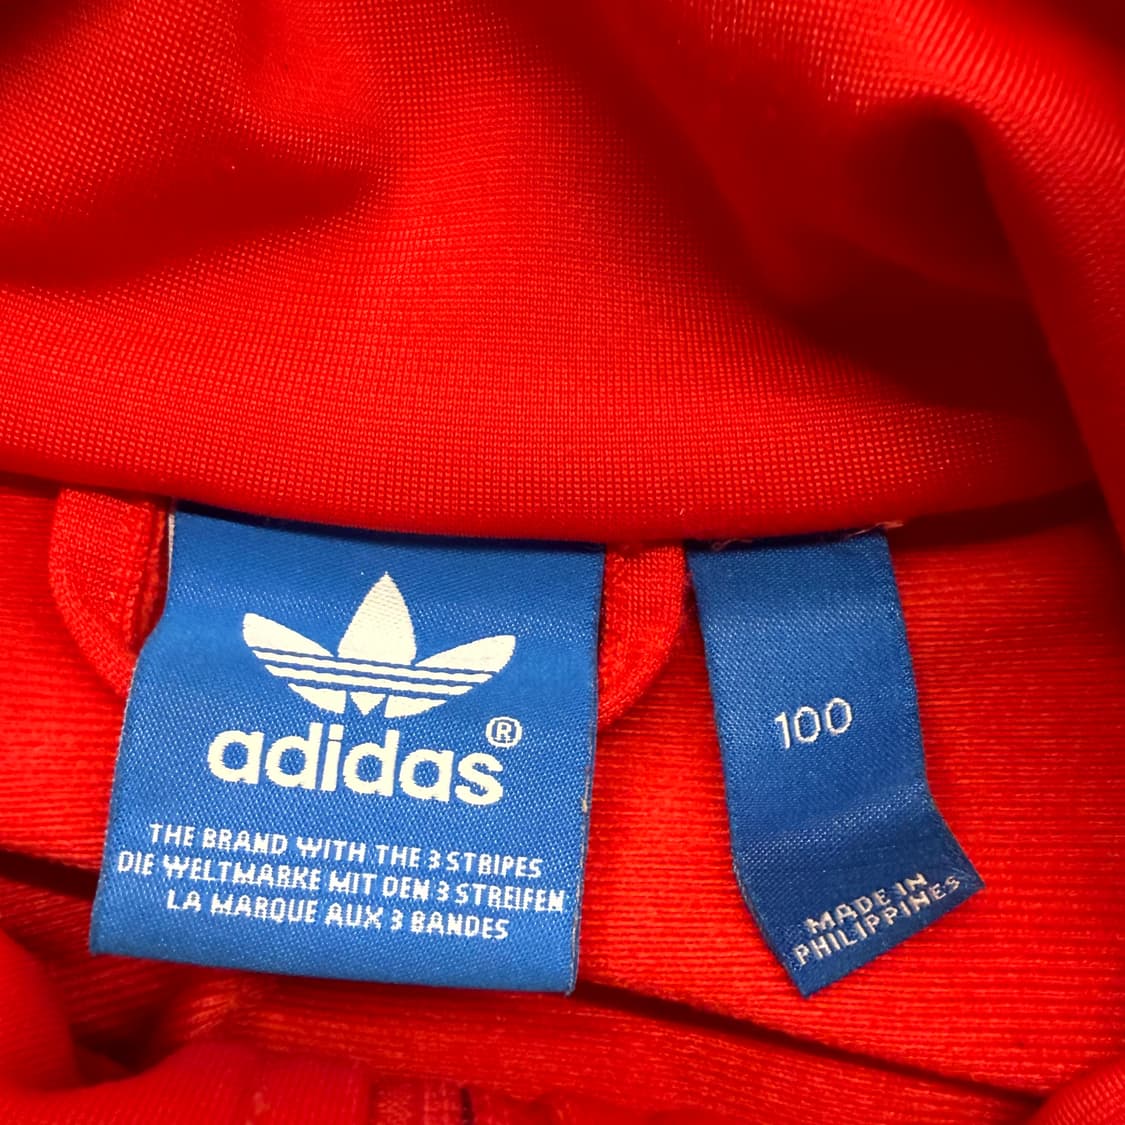 adidas®
THE BRAND WITH THE 3 STRIPES
DIE WELTMARKE MIT DEN 3 STREIFEN
LA MARQUE AUX 3 BANDES
100
MADE IN
PHILIPPINES